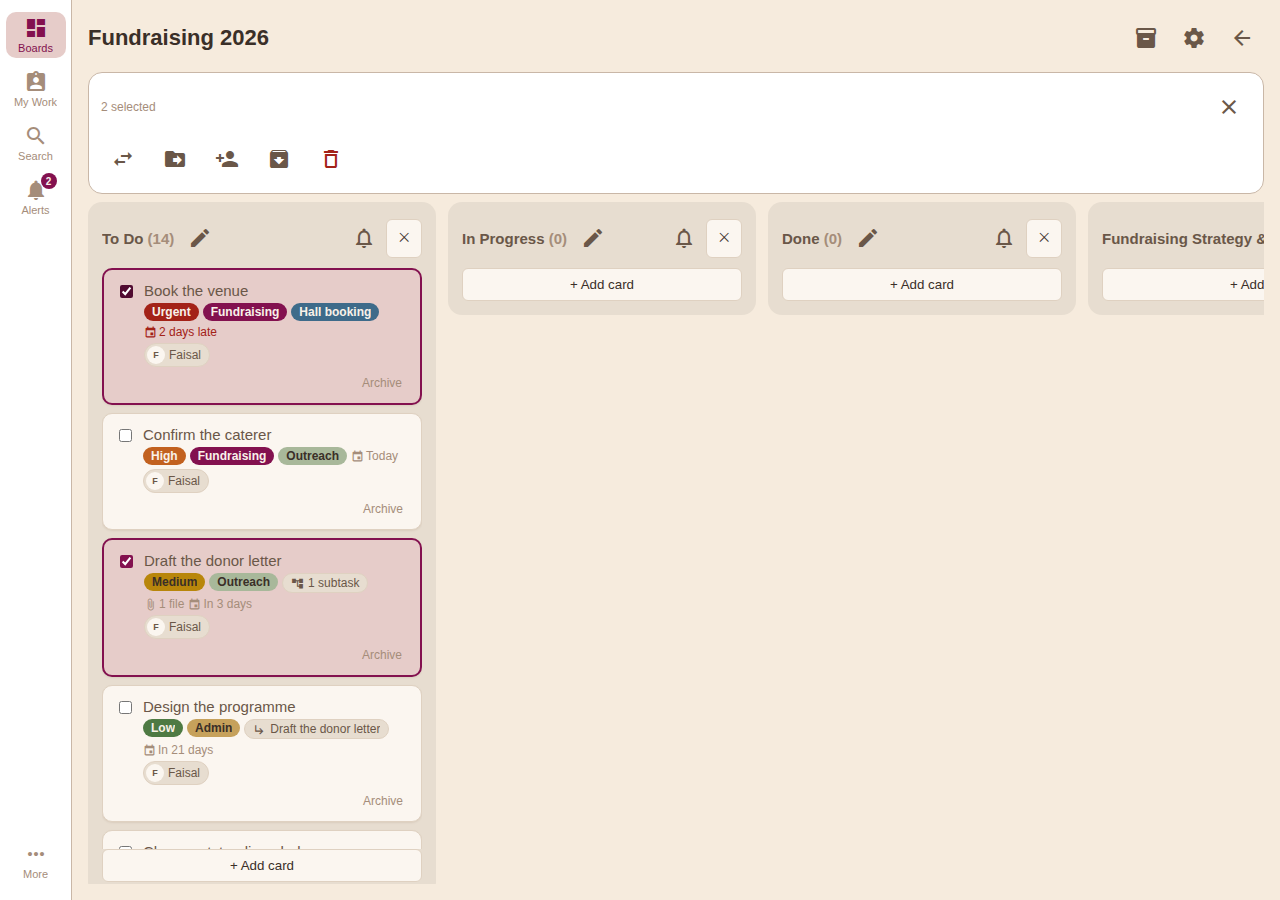 Boards
My Work
Search
2
Alerts
More
Fundraising 2026
2 selected
To Do (14)
Book the venue
Urgent Fundraising Hall booking
2 days late
F Faisal
Archive
Confirm the caterer
High Fundraising Outreach Today
F Faisal
Archive
Draft the donor letter
Medium Outreach 1 subtask
1 file In 3 days
F Faisal
Archive
Design the programme
Low Admin Draft the donor letter
In 21 days
F Faisal
Archive
+ Add card
In Progress (0)
+ Add card
Done (0)
+ Add card
Fundraising Strategy &
+ Add